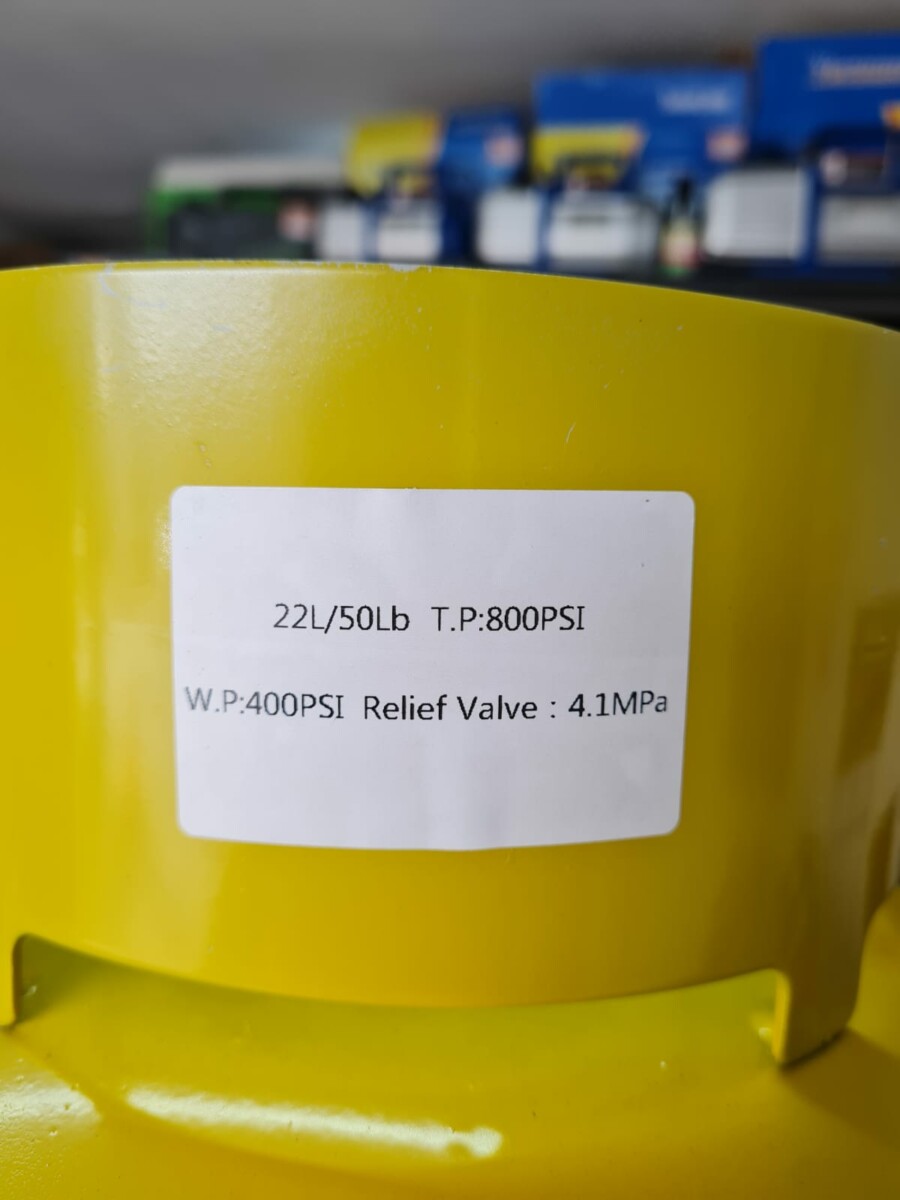 22L/50Lb T.P:800PSI
W.P:400PSI Relief Valve : 4.1MPa